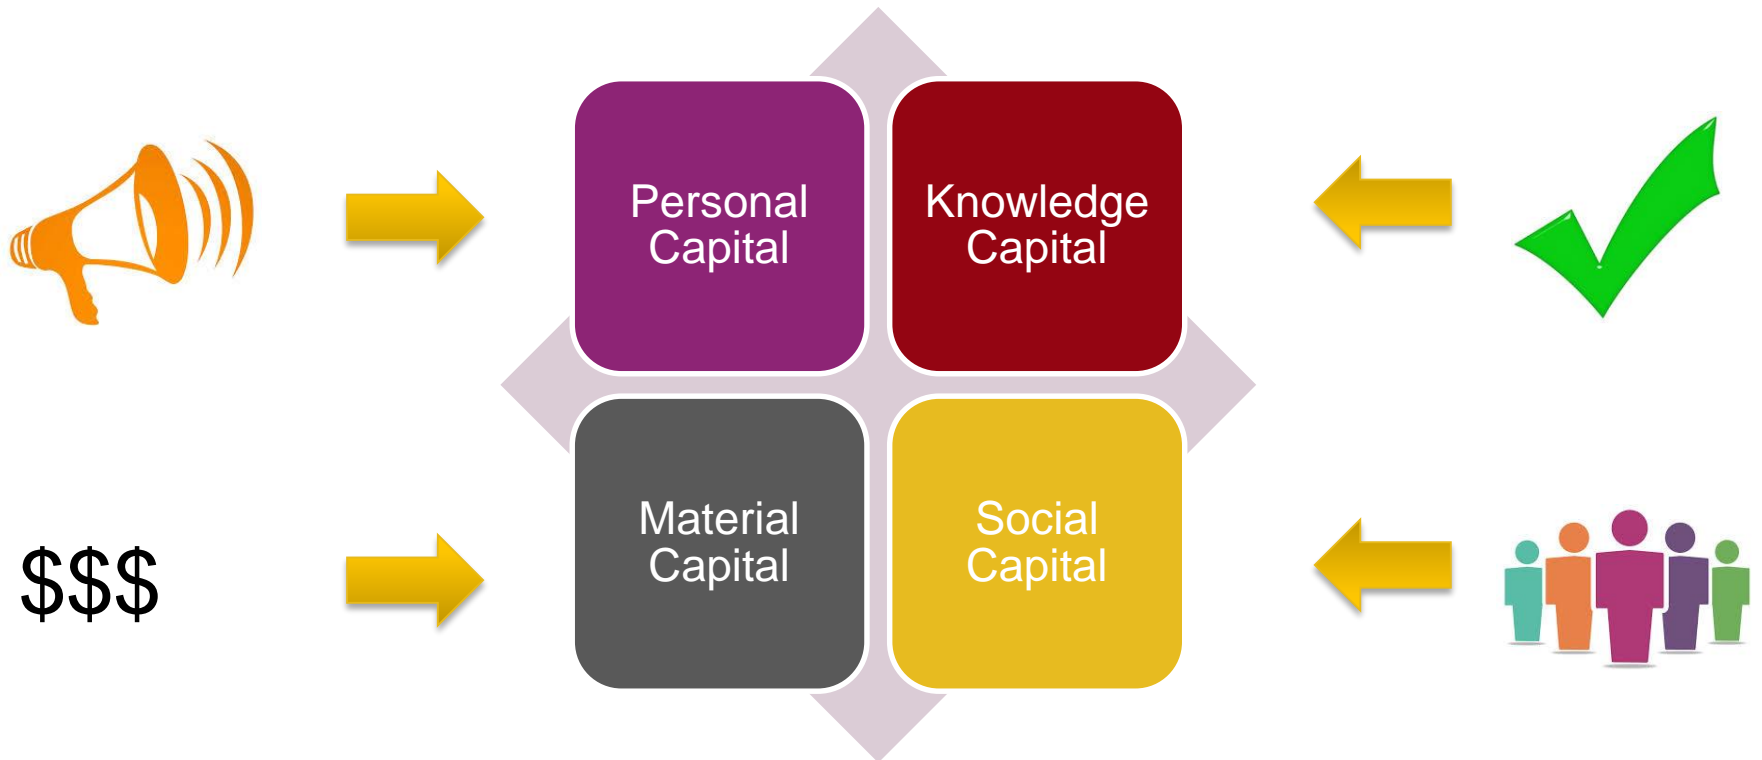 Personal
Capital
Knowledge
Capital
$$$
Material
Capital
Social
Capital